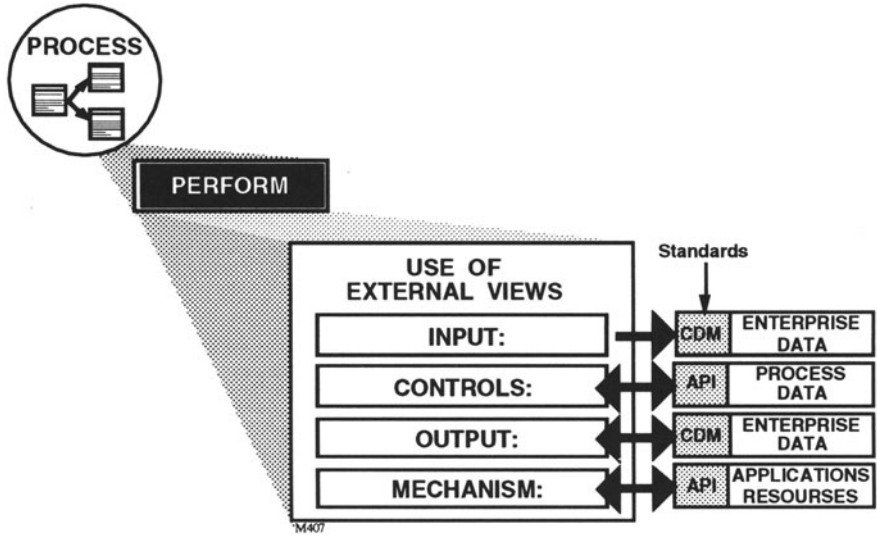 PROCESS
PERFORM
USE OF
EXTERNAL VIEWS
Standards
INPUT:
CDM
ENTERPRISE
DATA
CONTROLS:
API
PROCESS
DATA
OUTPUT:
CDM
ENTERPRISE
DATA
MECHANISM:
API
APPLICATIONS
RESOURSES
'M407